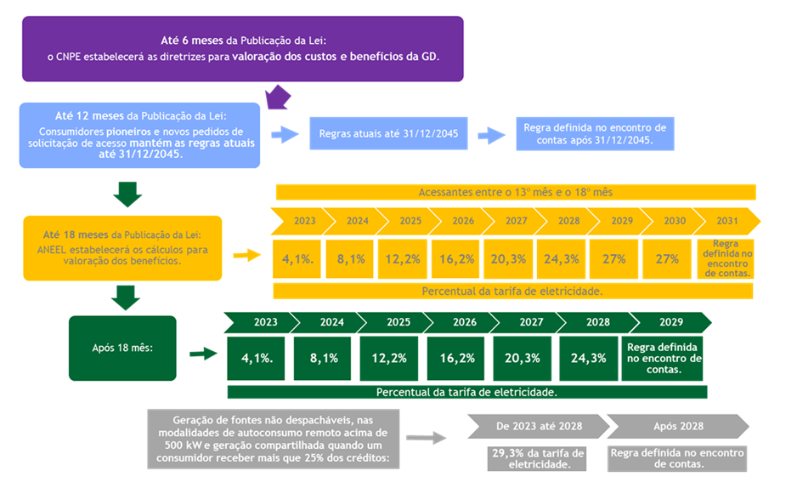 Até 6 meses da Publicação da Lei:
o CNPE estabelecerá as diretrizes para valoração dos custos e benefícios da GD.
Até 12 meses da Publicação da Lei:
Consumidores pioneiros e novos pedidos de
solicitação de acesso mantém as regras atuais
até 31/12/2045.
Regras atuais até 31/12/2045
Regra definida no encontro de
contas após 31/12/2045.
Acessantes entre o 13º mês e o 18º mês
Até 18 meses da Publicação da Lei:
ANEEL estabelecerá os cálculos para
valoração dos benefícios.
2023 2024 2025 2026 2027 2028 2029 2030 2031
4,1%. 8,1% 12,2% 16,2% 20,3% 24,3% 27% 27%
Regra
definida no
encontro
de contas.
Percentual da tarifa de eletricidade.
Após 18 mês:
2023 2024 2025 2026 2027 2028 2029
4,1%. 8,1% 12,2% 16,2% 20,3% 24,3%
Regra definida
no encontro de
contas.
Percentual da tarifa de eletricidade.
Geração de fontes não despacháveis, nas
modalidades de autoconsumo remoto acima de
500 kW e geração compartilhada quando um
consumidor receber mais que 25% dos créditos:
De 2023 até 2028
Após 2028
29,3% da tarifa de
eletricidade.
Regra definida no encontro
de contas.